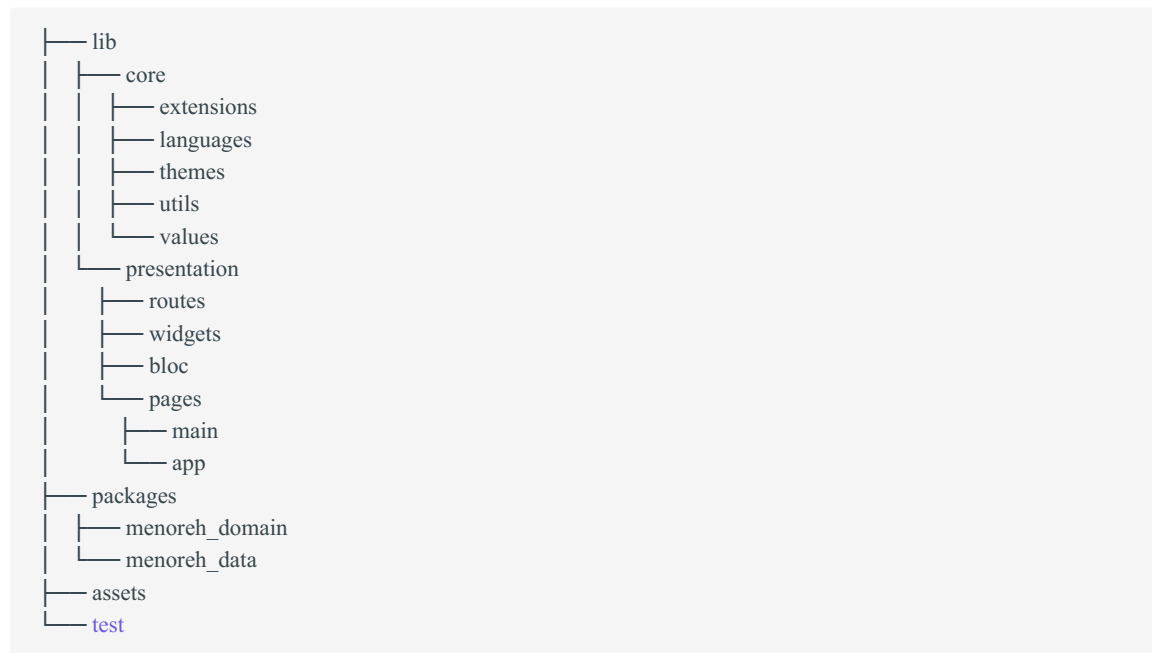 ├── lib
│ ├── core
│ │ ├── extensions
│ │ ├── languages
│ │ ├── themes
│ │ ├── utils
│ │ └── values
│ └── presentation
│ ├── routes
│ ├── widgets
│ ├── bloc
│ └── pages
│ ├── main
│ └── app
├── packages
│ ├── menoreh_domain
│ └── menoreh_data
├── assets
└── test